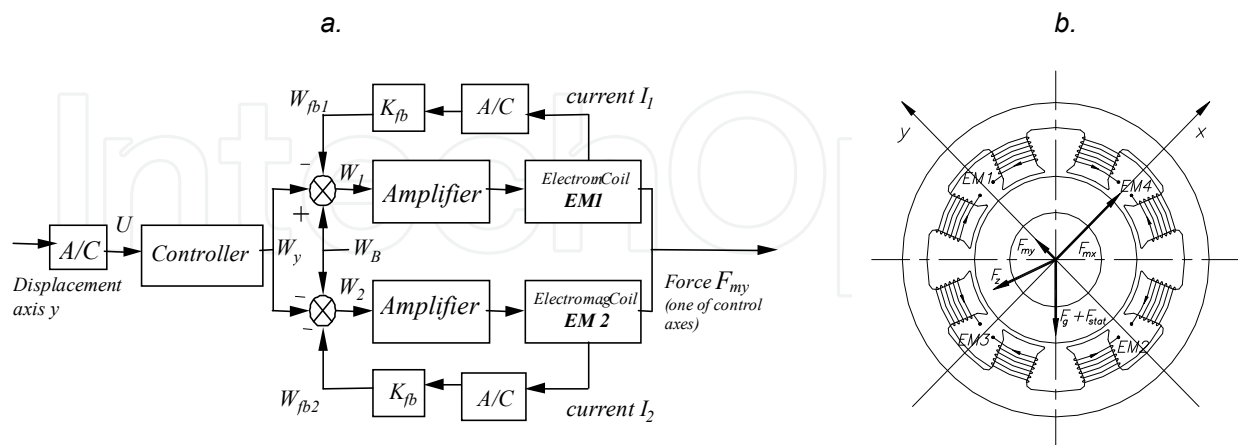 a.
b.
IntechOp
W_fb1
K_fb
A/C
current I_1
W_1
Amplifier
ElectromCoil
EM1
U
A/C
Controller
W_y
W_B
Displacement
axis y
W_2
Amplifier
ElectromagCoil
EM 2
Force F_my
(one of control
axes)
W_fb2
K_fb
A/C
current I_2
− + − −
y
x
EM1
EM4
F_my
F_mx
F_z
F_g + F_stat
EM3
EM2